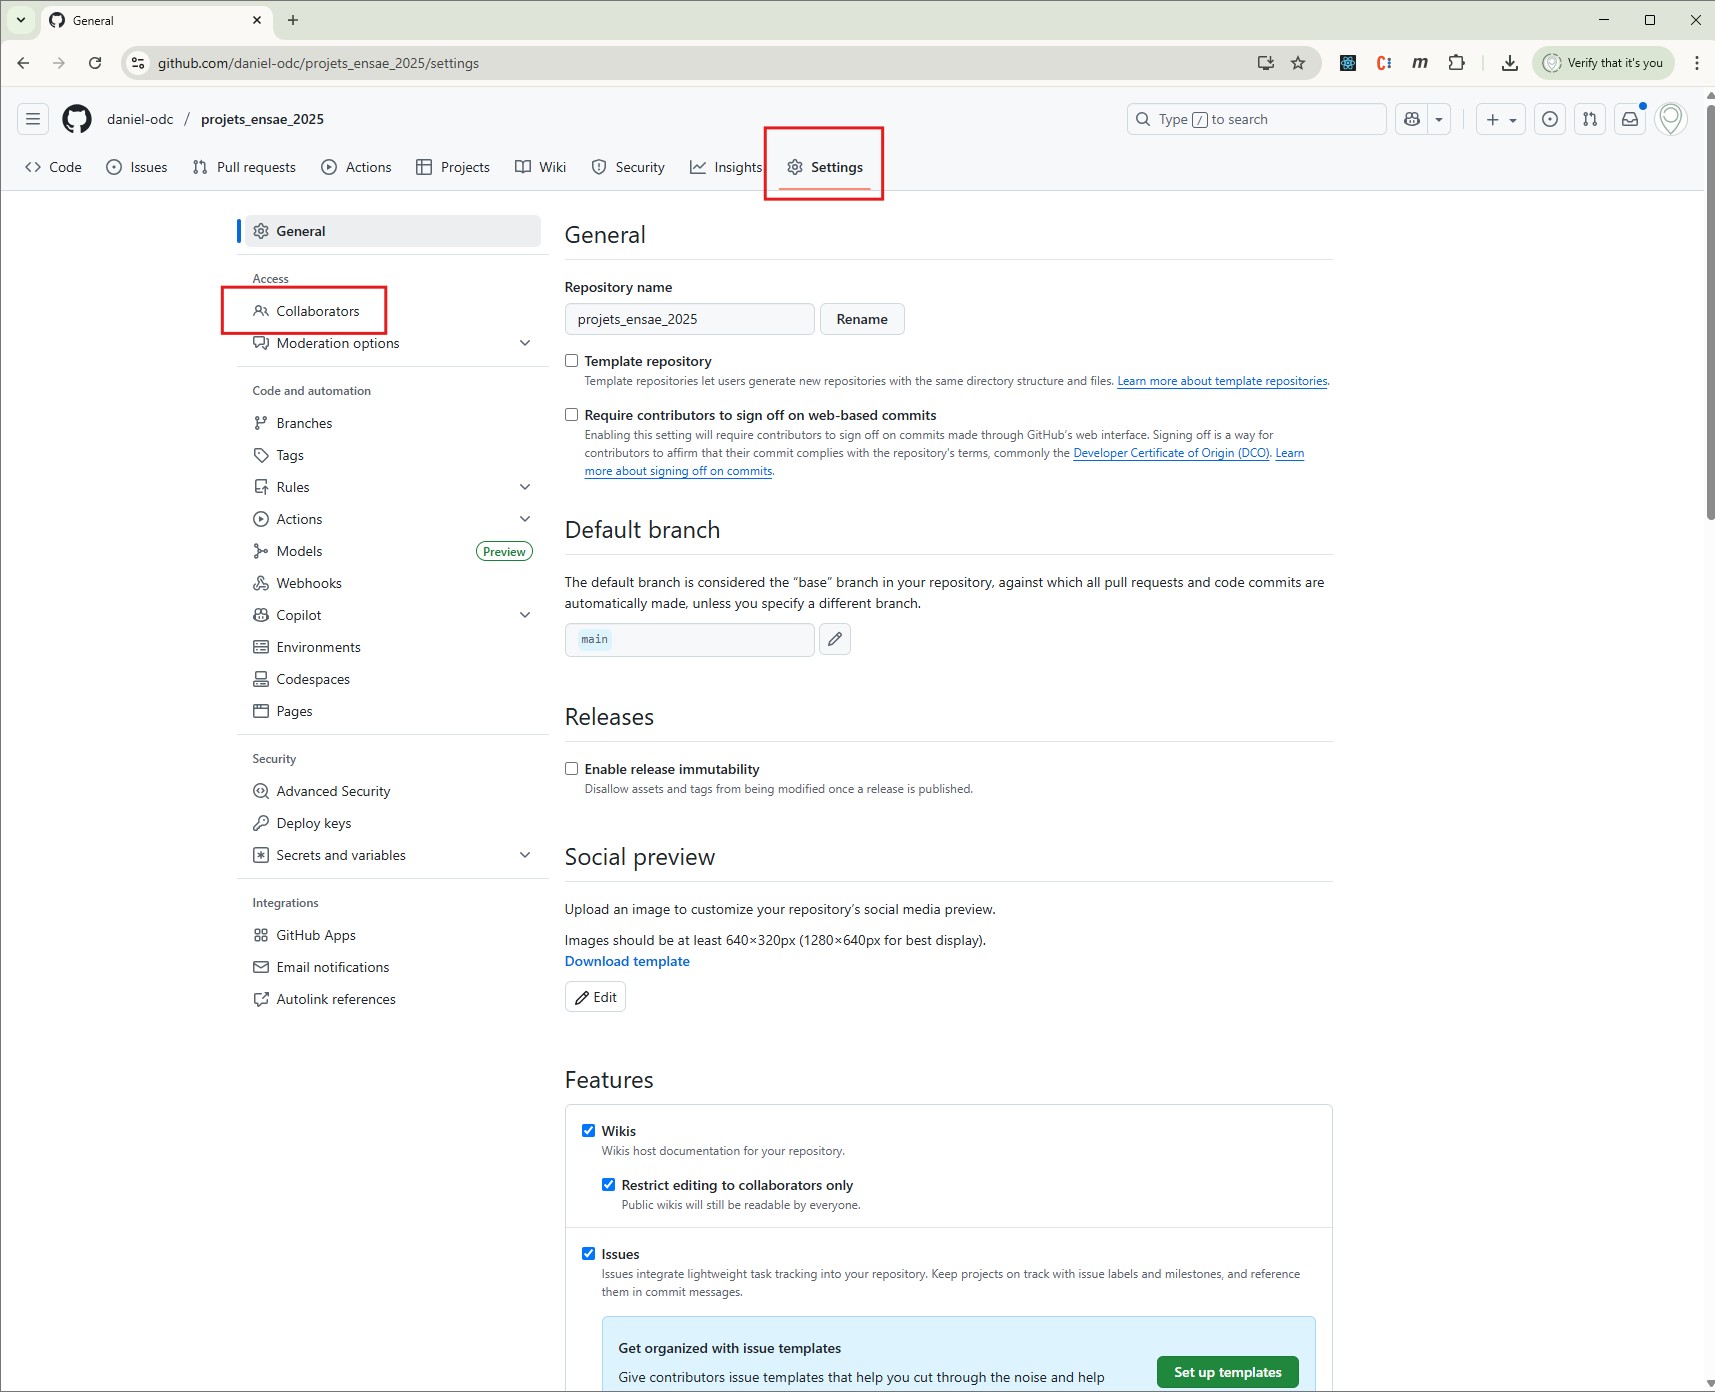 General
github.com/daniel-odc/projets_ensae_2025/settings
m
Verify that it's you
daniel-odc / projets_ensae_2025
Type / to search
Code
Issues
Pull requests
Actions
Projects
Wiki
Security
Insights
Settings
General
Access
Collaborators
Moderation options
Code and automation
Branches
Tags
Rules
Actions
Models Preview
Webhooks
Copilot
Environments
Codespaces
Pages
Security
Advanced Security
Deploy keys
Secrets and variables
Integrations
GitHub Apps
Email notifications
Autolink references
General
Repository name
projets_ensae_2025 Rename
Template repository
Template repositories let users generate new repositories with the same directory structure and files. Learn more about template repositories.
Require contributors to sign off on web-based commits
Enabling this setting will require contributors to sign off on commits made through GitHub's web interface. Signing off is a way for
contributors to affirm that their commit complies with the repository's terms, commonly the Developer Certificate of Origin (DCO). Learn
more about signing off on commits.
Default branch
The default branch is considered the “base” branch in your repository, against which all pull requests and code commits are
automatically made, unless you specify a different branch.
main
Releases
Enable release immutability
Disallow assets and tags from being modified once a release is published.
Social preview
Upload an image to customize your repository’s social media preview.
Images should be at least 640×320px (1280×640px for best display).
Download template
Edit
Features
Wikis
Wikis host documentation for your repository.
Restrict editing to collaborators only
Public wikis will still be readable by everyone.
Issues
Issues integrate lightweight task tracking into your repository. Keep projects on track with issue labels and milestones, and reference
them in commit messages.
Get organized with issue templates
Give contributors issue templates that help you cut through the noise and help
Set up templates